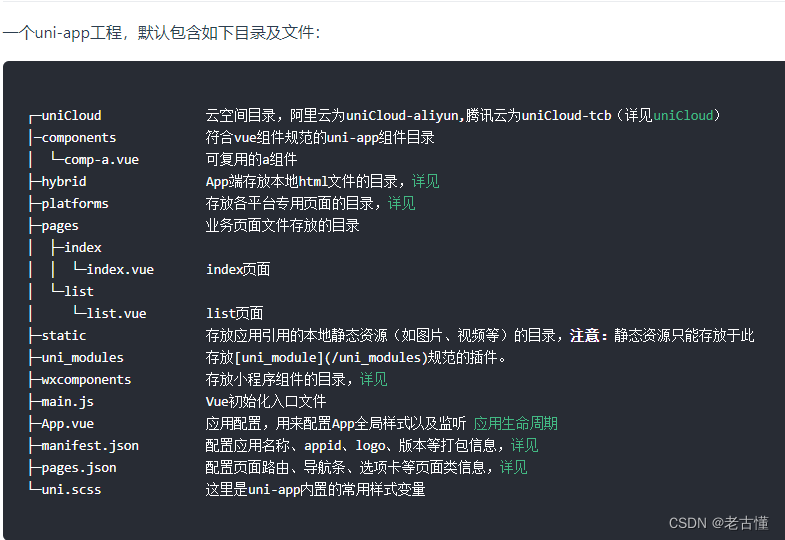 一个uni-app工程，默认包含如下目录及文件：
┌─uniCloud 云空间目录，阿里云为uniCloud-aliyun,腾讯云为uniCloud-tcb（详见uniCloud）
│─components 符合vue组件规范的uni-app组件目录
│ └─comp-a.vue 可复用的a组件
├─hybrid App端存放本地html文件的目录，详见
├─platforms 存放各平台专用页面的目录，详见
├─pages 业务页面文件存放的目录
│ ├─index
│ │ └─index.vue index页面
│ └─list
│ └─list.vue list页面
├─static 存放应用引用的本地静态资源（如图片、视频等）的目录，注意：静态资源只能存放于此
├─uni_modules 存放[uni_module](/uni_modules)规范的插件。
├─wxcomponents 存放小程序组件的目录，详见
├─main.js Vue初始化入口文件
├─App.vue 应用配置，用来配置App全局样式以及监听 应用生命周期
├─manifest.json 配置应用名称、appid、logo、版本等打包信息，详见
├─pages.json 配置页面路由、导航条、选项卡等页面类信息，详见
└─uni.scss 这里是uni-app内置的常用样式变量
CSDN @老古懂